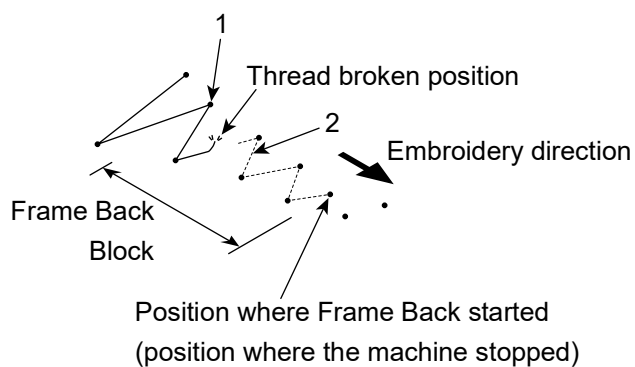 1
Thread broken position
2
Embroidery direction
Frame Back
Block
Position where Frame Back started
(position where the machine stopped)